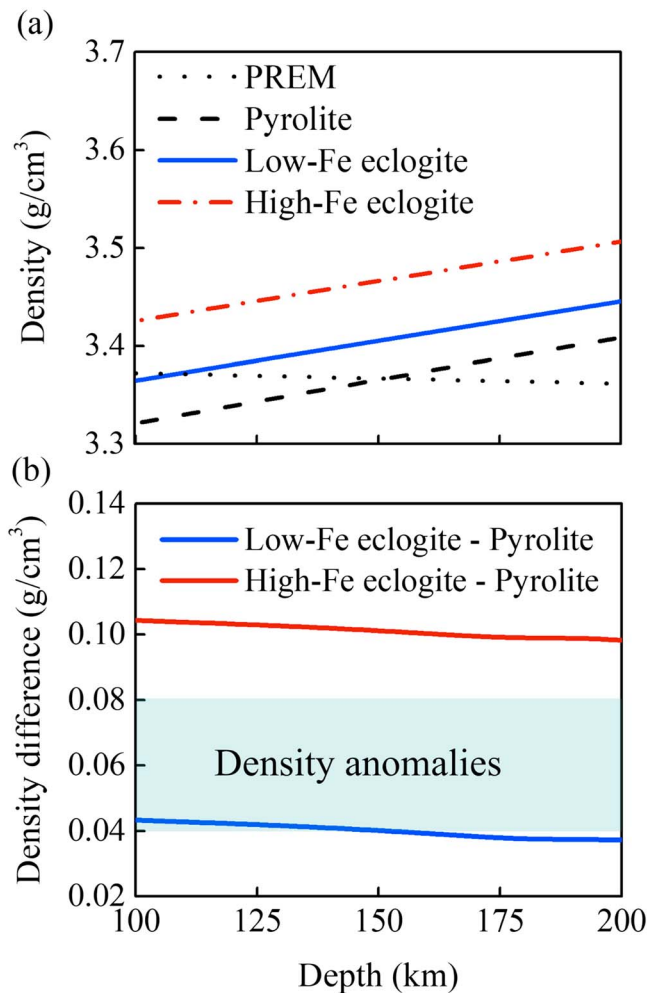 (a)
3.7
PREM
Pyrolite
3.6
Low-Fe eclogite
High-Fe eclogite
Density (g/cm³)
3.5
3.4
3.3
(b)
0.14
Low-Fe eclogite - Pyrolite
0.12
High-Fe eclogite - Pyrolite
0.10
Density difference (g/cm³)
0.08
Density anomalies
0.06
0.04
0.02
100 125 150 175 200
Depth (km)